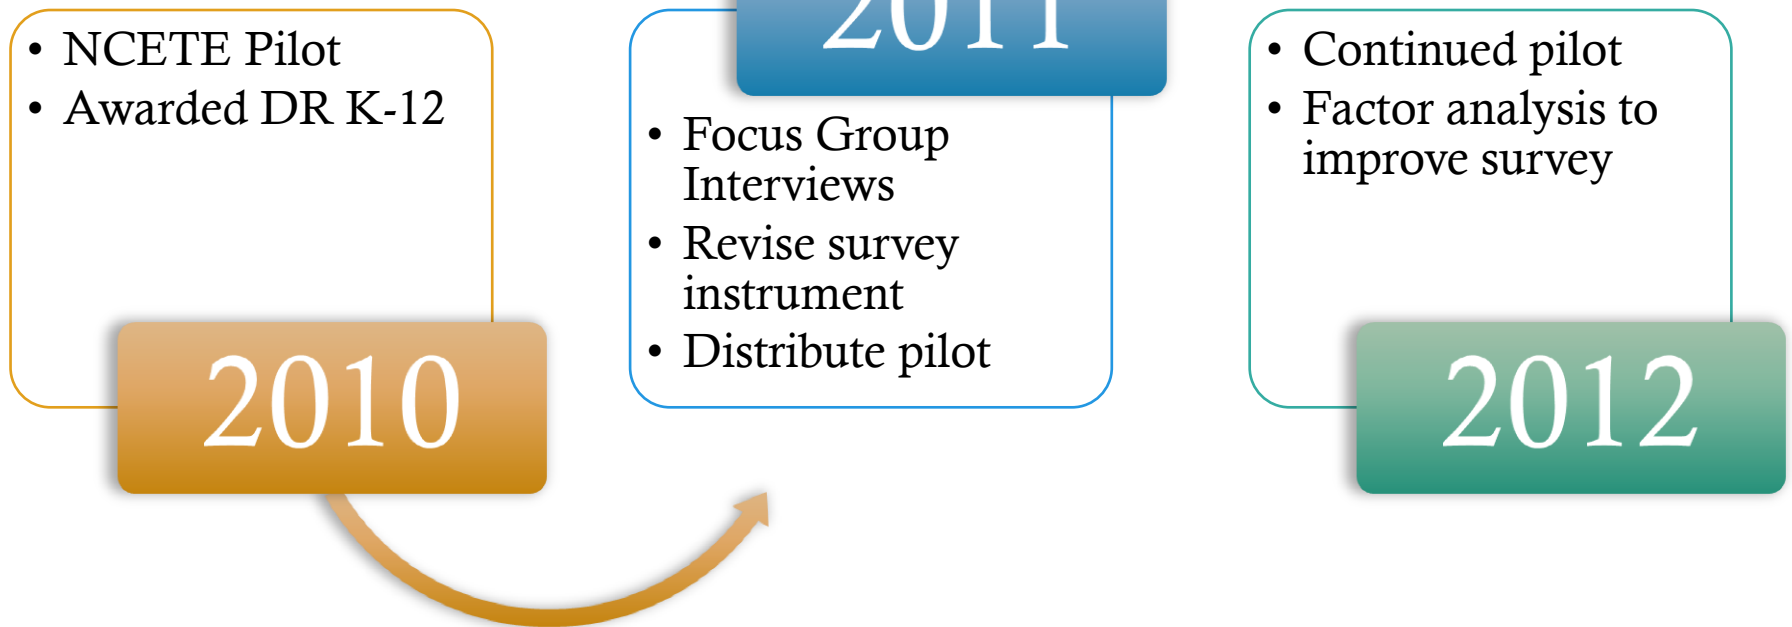 • NCETE Pilot
• Awarded DR K-12
2010
2011
• Focus Group
Interviews
• Revise survey
instrument
• Distribute pilot
• Continued pilot
• Factor analysis to
improve survey
2012